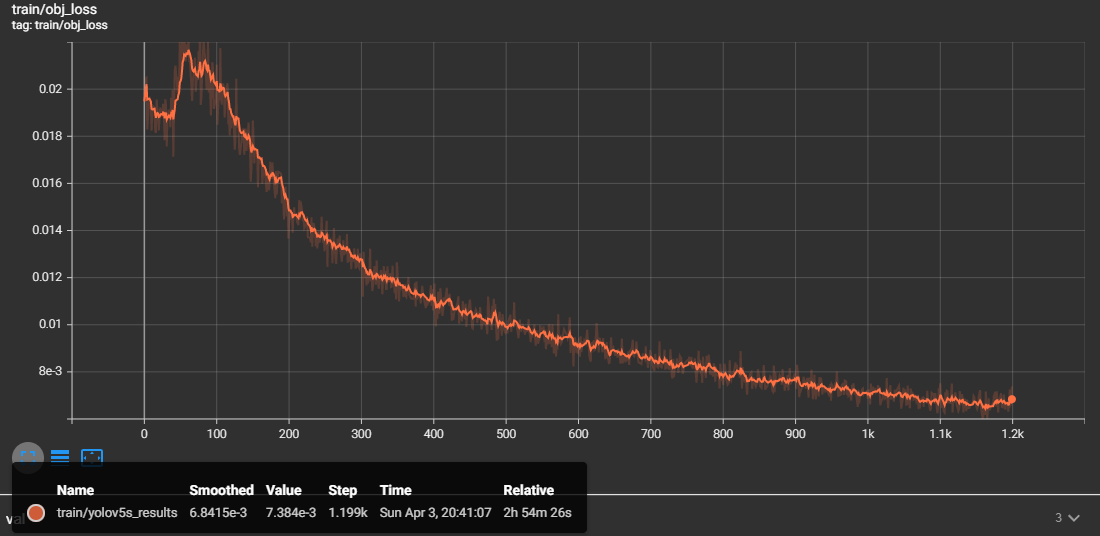 train/obj_loss
tag: train/obj_loss
0.02
0.018
0.016
0.014
0.012
0.01
8e-3
0 100 200 300 400 500 600 700 800 900 1k 1.1k 1.2k
Name Smoothed Value Step Time Relative
train/yolov5s_results 6.8415e-3 7.384e-3 1.199k Sun Apr 3, 20:41:07 2h 54m 26s
val
3